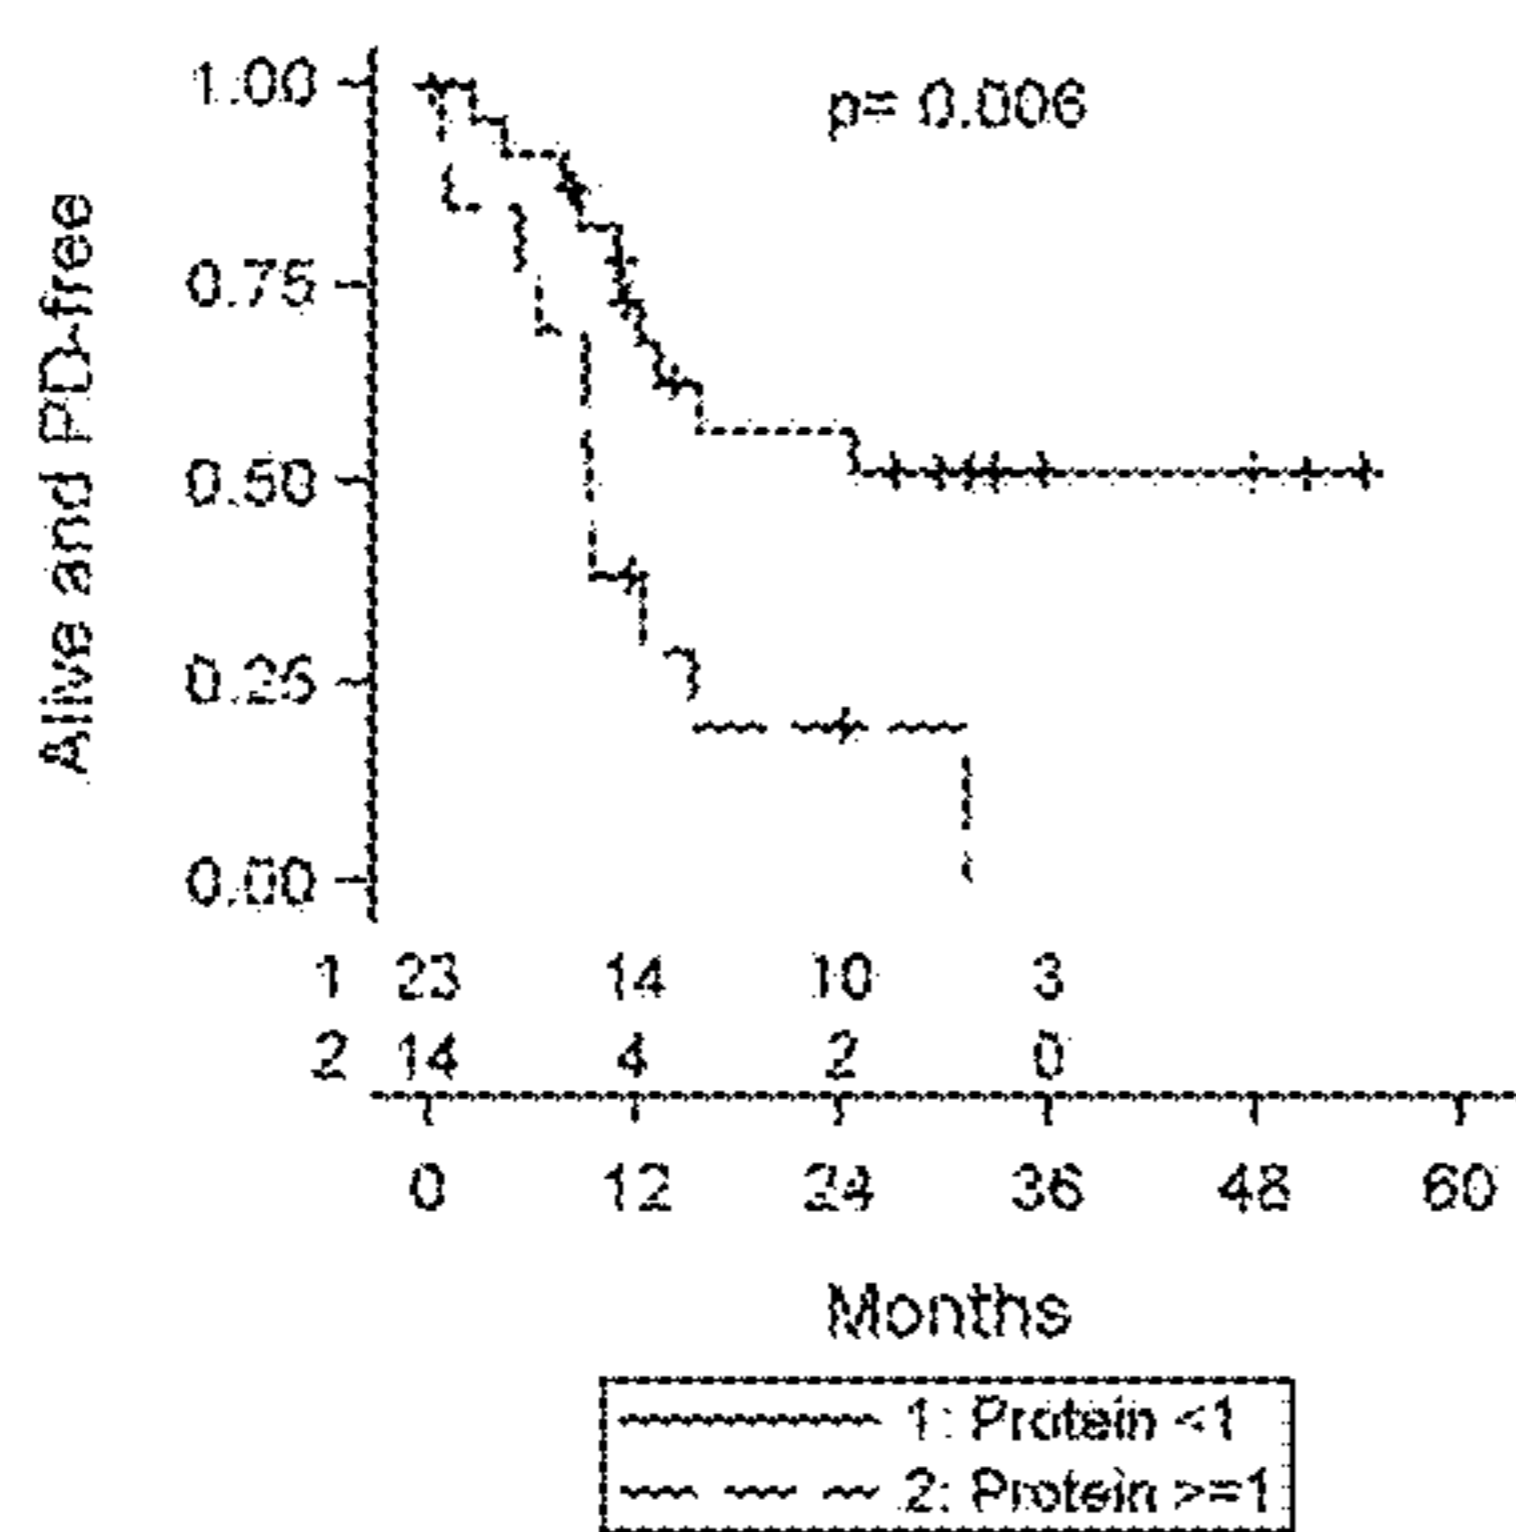 Alive and PD-free
1.00
p= 0.006
0.75
0.50
0.25
0.00
1 23 14 10 3
2 14 4 2 0
0 12 24 36 48 60
Months
1: Protein <1
2: Protein >=1